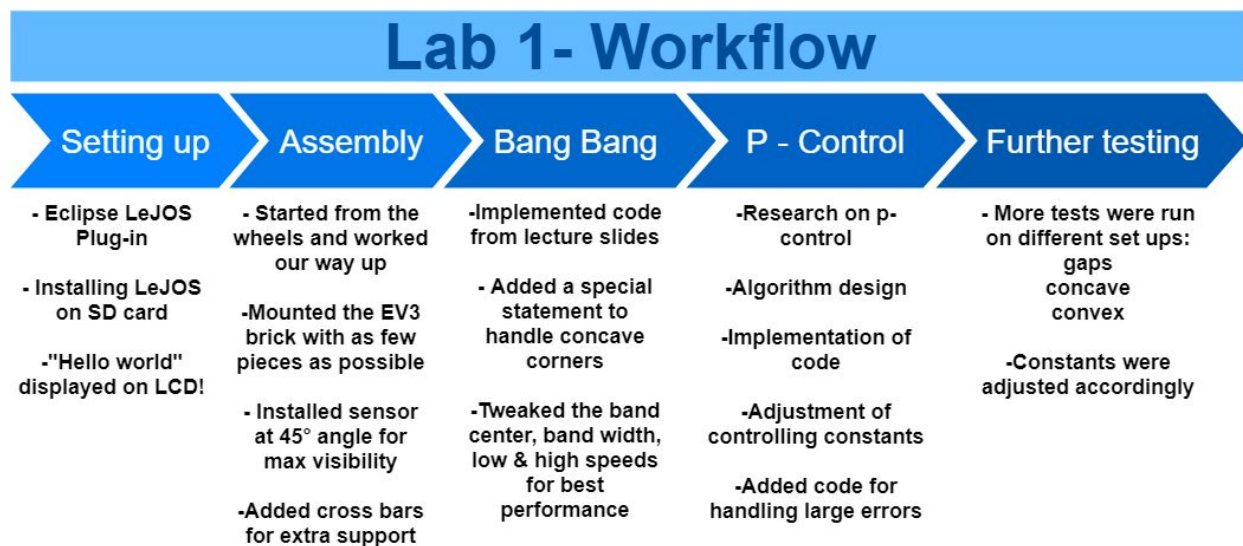 Lab 1- Workflow
Setting up
Assembly
Bang Bang
P - Control
Further testing
- Eclipse LeJOS
Plug-in
- Installing LeJOS
on SD card
-"Hello world"
displayed on LCD!
- Started from the
wheels and worked
our way up
-Mounted the EV3
brick with as few
pieces as possible
- Installed sensor
at 45° angle for
max visibility
-Added cross bars
for extra support
-Implemented code
from lecture slides
- Added a special
statement to
handle concave
corners
-Tweaked the band
center, band width,
low & high speeds
for best
performance
-Research on p-
control
-Algorithm design
-Implementation of
code
-Adjustment of
controlling constants
-Added code for
handling large errors
- More tests were run
on different set ups:
gaps
concave
convex
-Constants were
adjusted accordingly